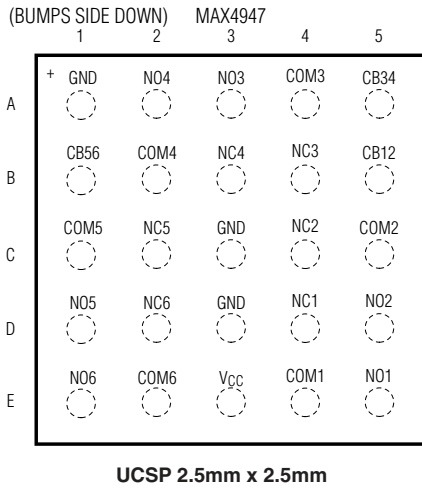 (BUMPS SIDE DOWN) MAX4947
1 2 3 4 5
+ GND NO4 NO3 COM3 CB34
A
CB56 COM4 NC4 NC3 CB12
B
COM5 NC5 GND NC2 COM2
C
NO5 NC6 GND NC1 NO2
D
NO6 COM6 VCC COM1 NO1
E
UCSP 2.5mm x 2.5mm